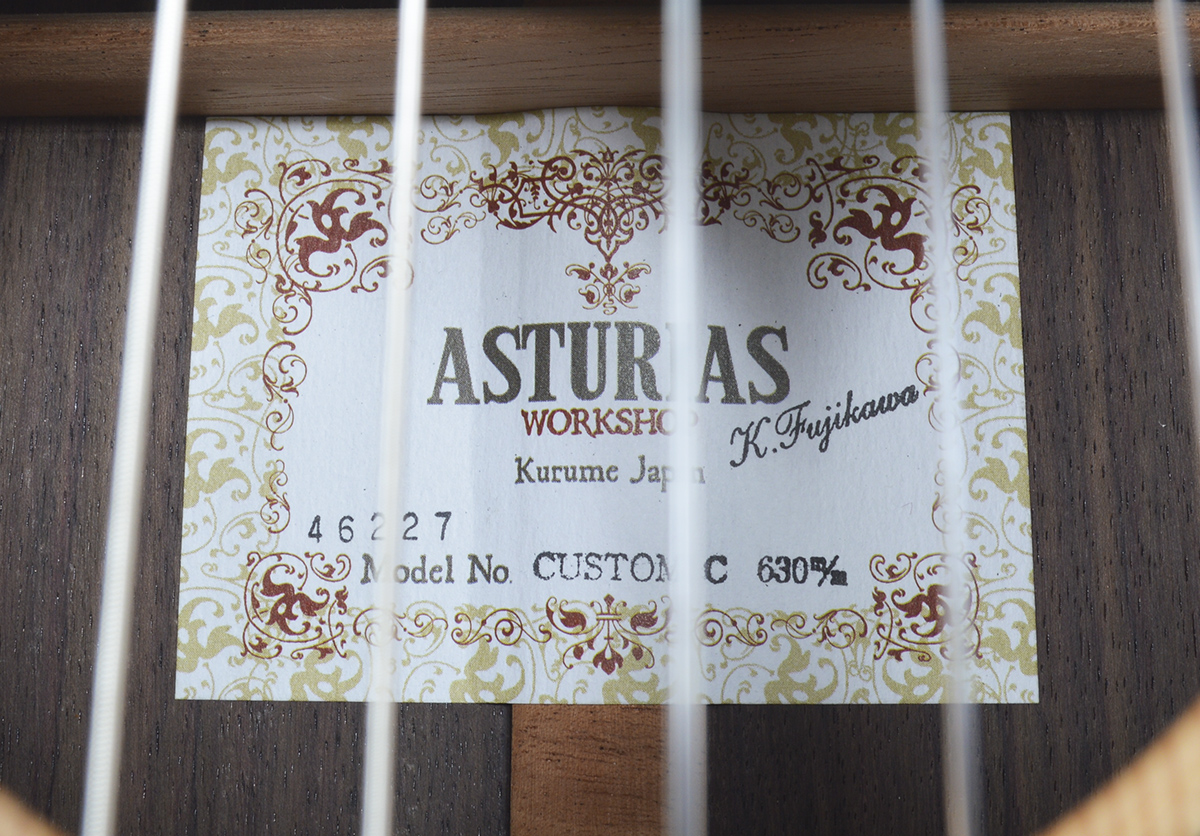 ASTURIAS
WORKSHOP
K. Fujikawa
Kurume Japan
46227
Model No. CUSTOM C 630m/m